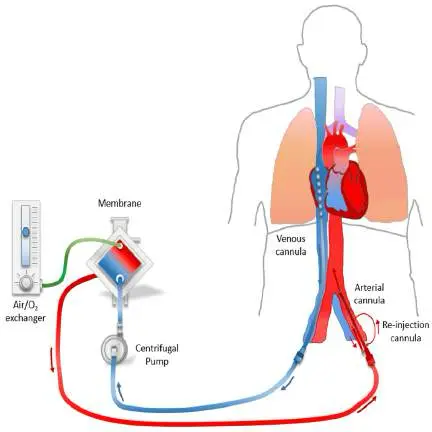 Membrane
Air/O₂
exchanger
Centrifugal
Pump
Venous
cannula
Arterial
cannula
Re-injection
cannula